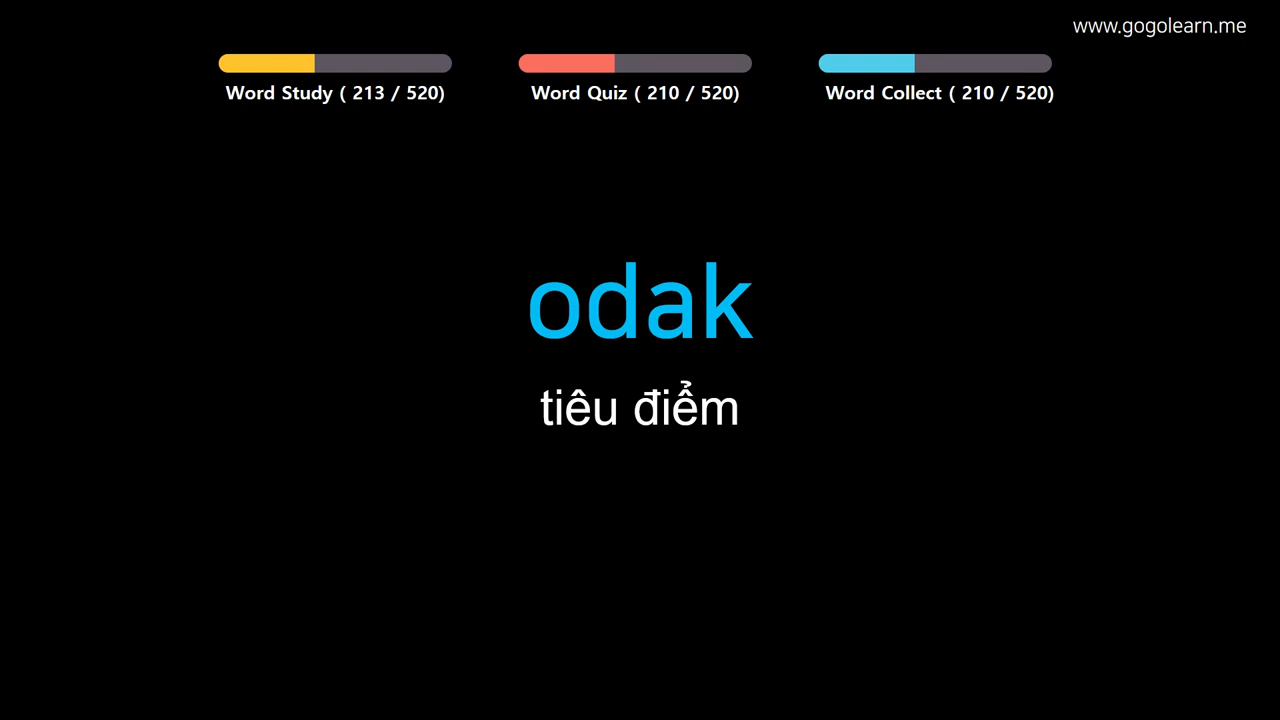 www.gogolearn.me
Word Study ( 213 / 520)
Word Quiz ( 210 / 520)
Word Collect ( 210 / 520)
odak
tiêu điểm